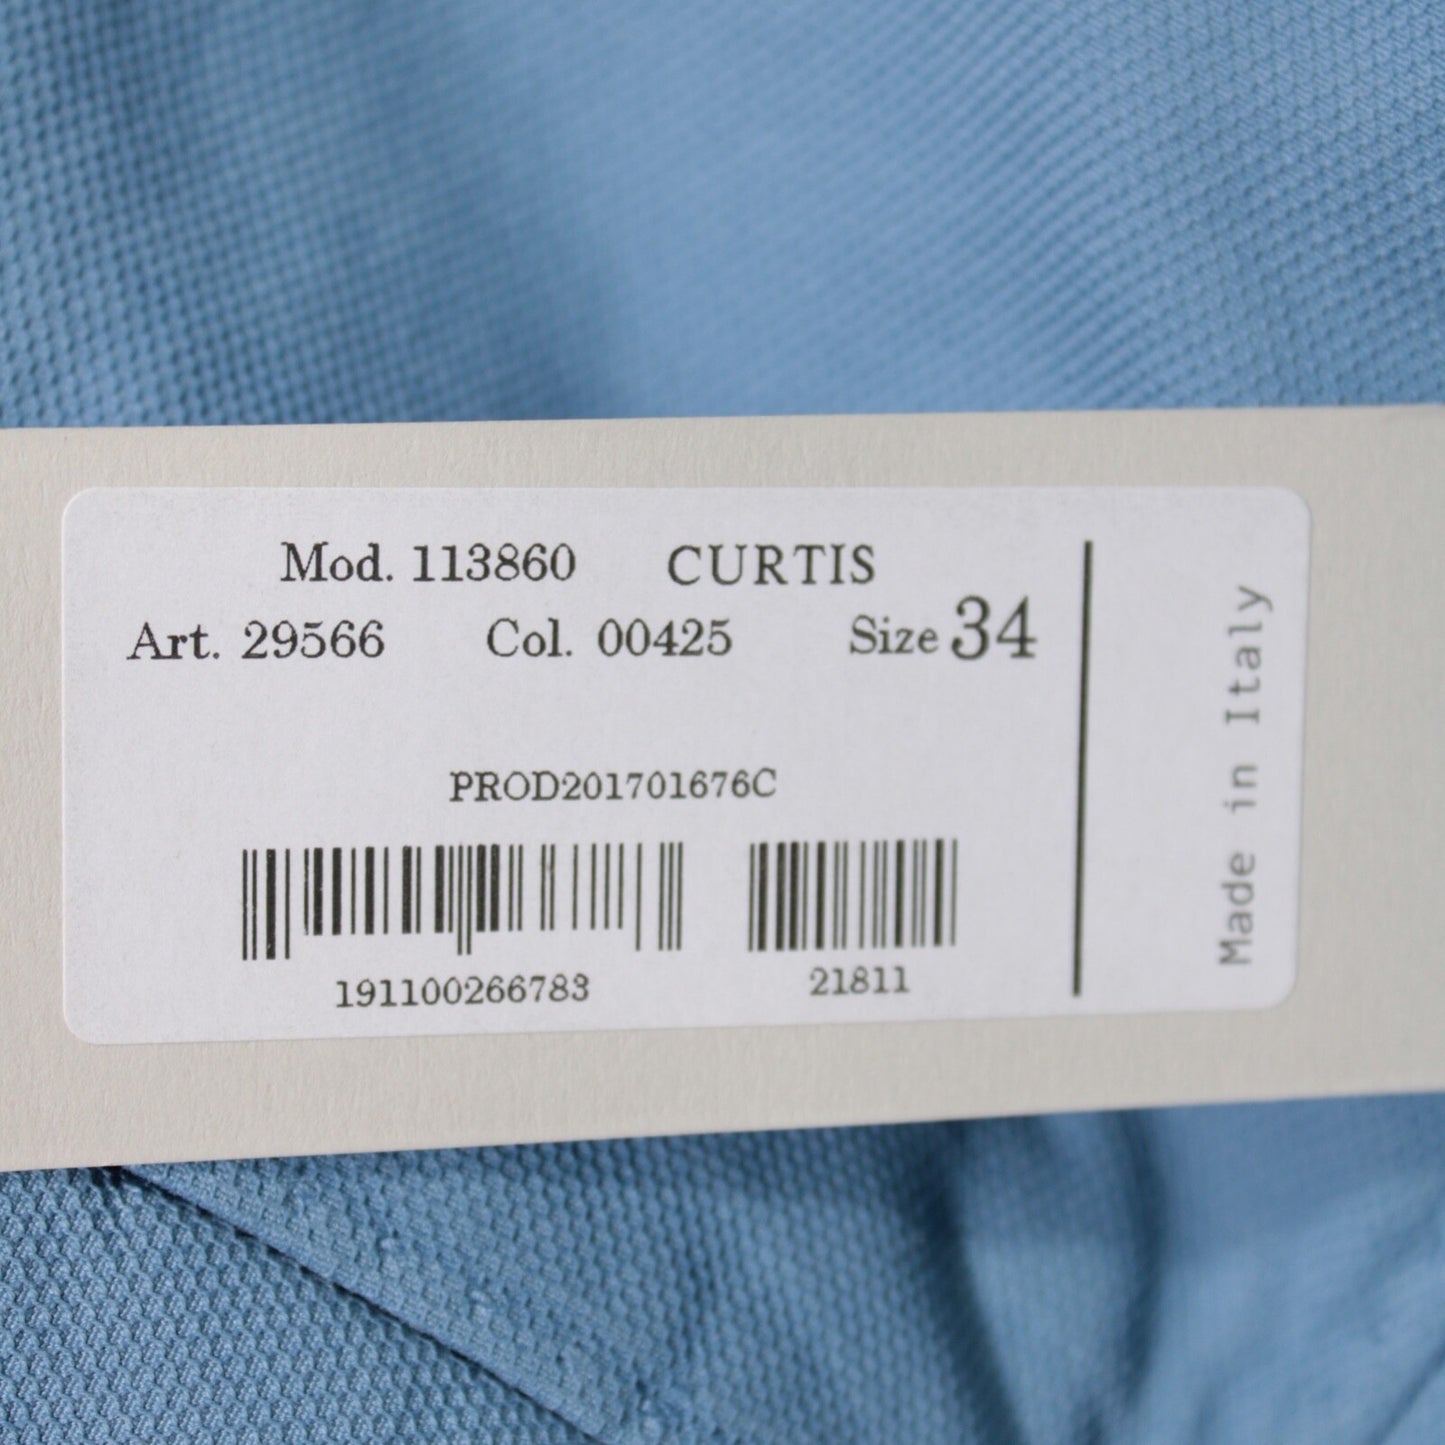 Mod. 113860 CURTIS
Art. 29566 Col. 00425 Size 34
PROD201701676C
191100266783 21811
Made in Italy